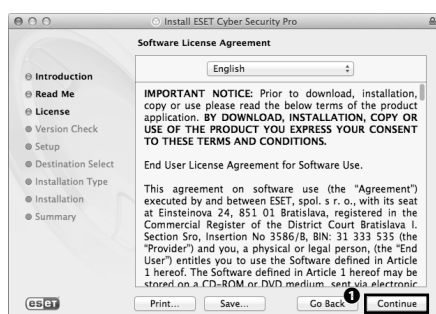 Install ESET Cyber Security Pro
Software License Agreement
Introduction
Read Me
License
Version Check
Setup
Destination Select
Installation Type
Installation
Summary
English
IMPORTANT NOTICE: Prior to download, installation,
copy or use please read the below terms of the product
application. BY DOWNLOAD, INSTALLATION, COPY OR
USE OF THE PRODUCT YOU EXPRESS YOUR CONSENT
TO THESE TERMS AND CONDITIONS.
End User License Agreement for Software Use.
This agreement on software use (the "Agreement")
executed by and between ESET, spol. s r. o., with its seat
at Einsteinova 24, 851 01 Bratislava, registered in the
Commercial Register of the District Court Bratislava I.
Section Sro, Insertion No 3586/B, BIN: 31 333 535 (the
"Provider") and you, a physical or legal person, (the "End
User") entitles you to use the Software defined in Article
1 hereof. The Software defined in Article 1 hereof may be
stored on a CD-ROM or DVD medium, sent via electronic
eseT
Print...
Save...
Go Back
1
Continue